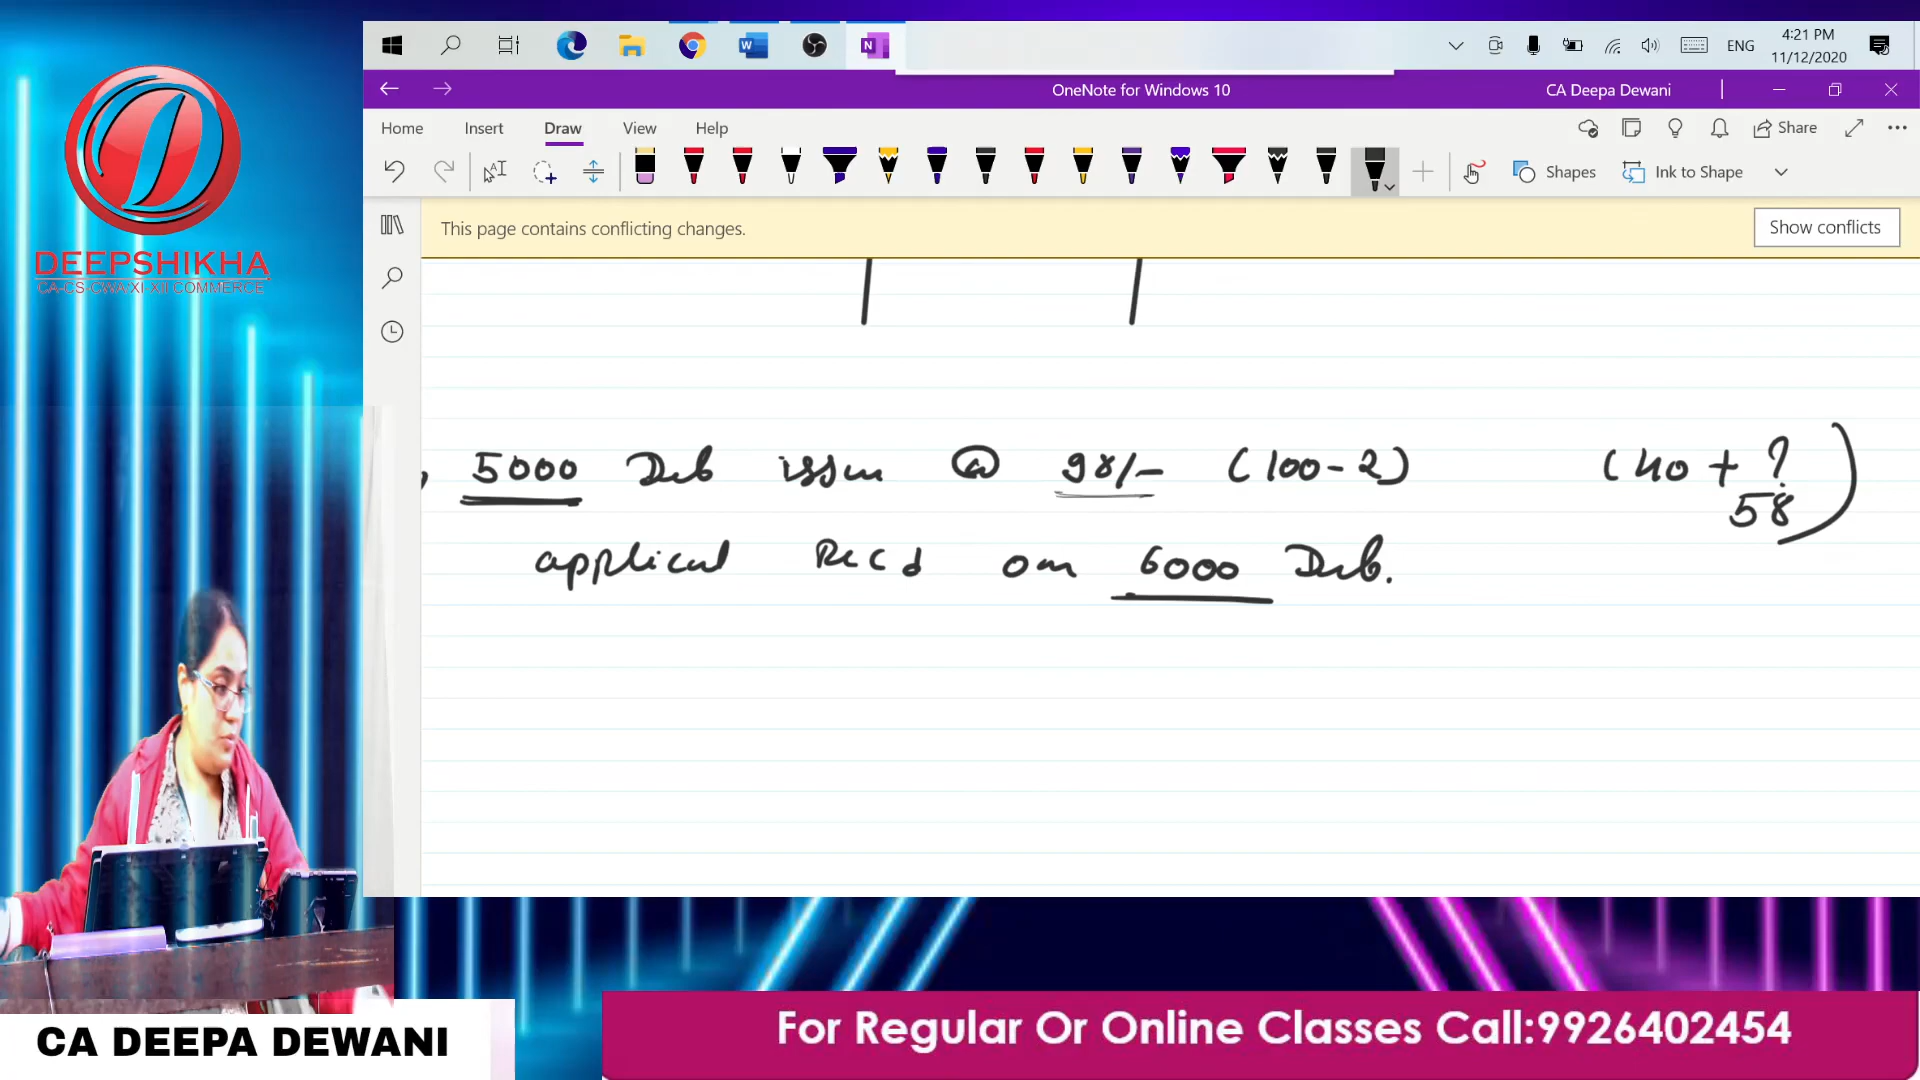 4:21 PM
ENG
11/12/2020
OneNote for Windows 10
CA Deepa Dewani
Home Insert Draw View Help
Share
Shapes
Ink to Shape
This page contains conflicting changes.
Show conflicts
DEEPSHIKHA
CA-CS-CWA/XI-XII COMMERCE
5000 Deb issu @ 98/- (100-2) (40 + ?
58)
applicat Recd on 6000 Deb.
CA DEEPA DEWANI
For Regular Or Online Classes Call:9926402454